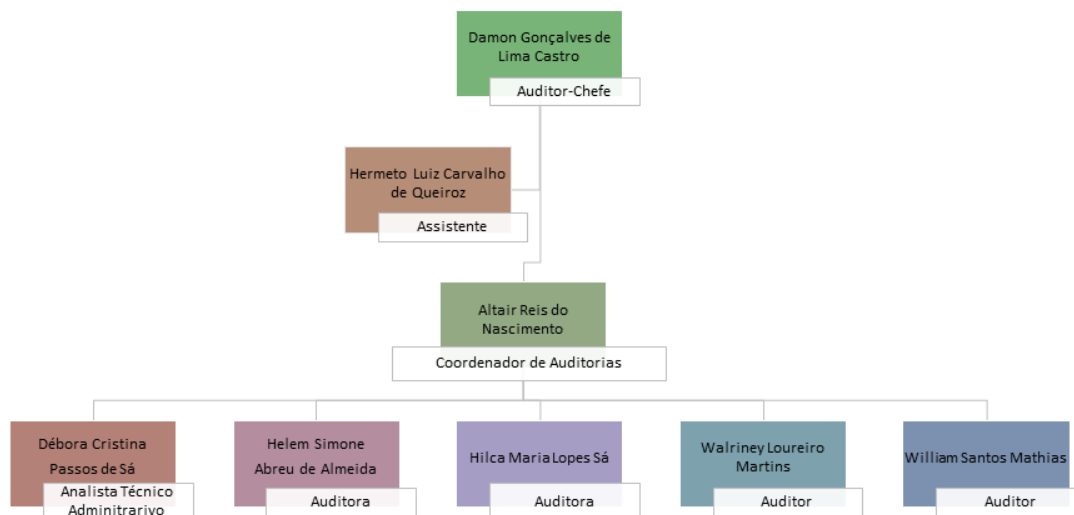 Damon Gonçalves de
Lima Castro
Auditor-Chefe
Hermeto Luiz Carvalho
de Queiroz
Assistente
Altair Reis do
Nascimento
Coordenador de Auditorias
Débora Cristina
Passos de Sá
Analista Técnico
Adminitrarivo
Helem Simone
Abreu de Almeida
Auditora
Hilca Maria Lopes Sá
Auditora
Walriney Loureiro
Martins
Auditor
William Santos Mathias
Auditor